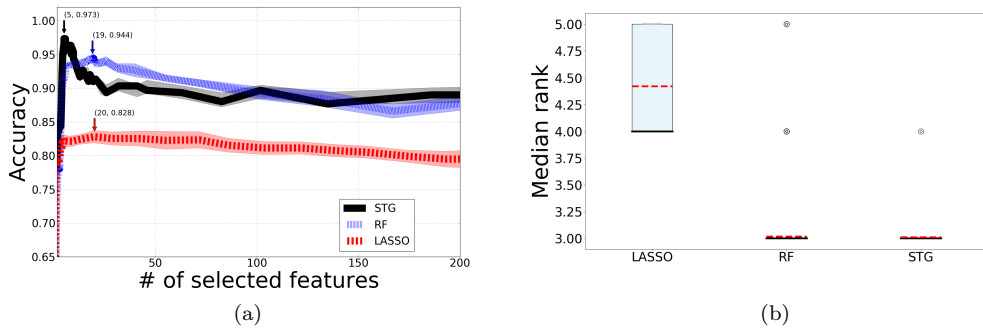 (5, 0.973)
(19, 0.944)
(20, 0.828)
1.00
0.95
0.90
0.85
0.80
0.75
0.70
0.65
Accuracy
50
100
150
200
# of selected features
STG
RF
LASSO
(a)
5.00
4.75
4.50
4.25
4.00
3.75
3.50
3.25
3.00
Median rank
LASSO
RF
STG
(b)